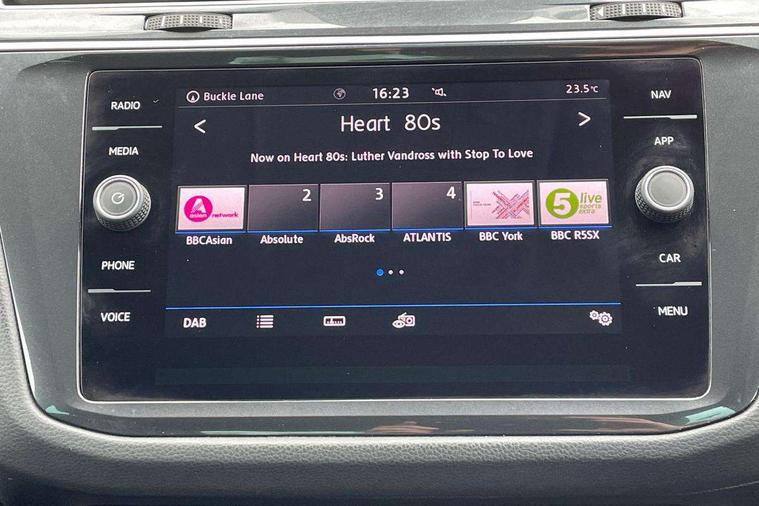 RADIO
MEDIA
PHONE
VOICE
Buckle Lane 16:23 23.5°C
< Heart 80s >
Now on Heart 80s: Luther Vandross with Stop To Love
asian network 2 3 4 5 live sports extra
BBCAsian Absolute AbsRock ATLANTIS BBC York BBC R5SX
DAB
NAV
APP
CAR
MENU